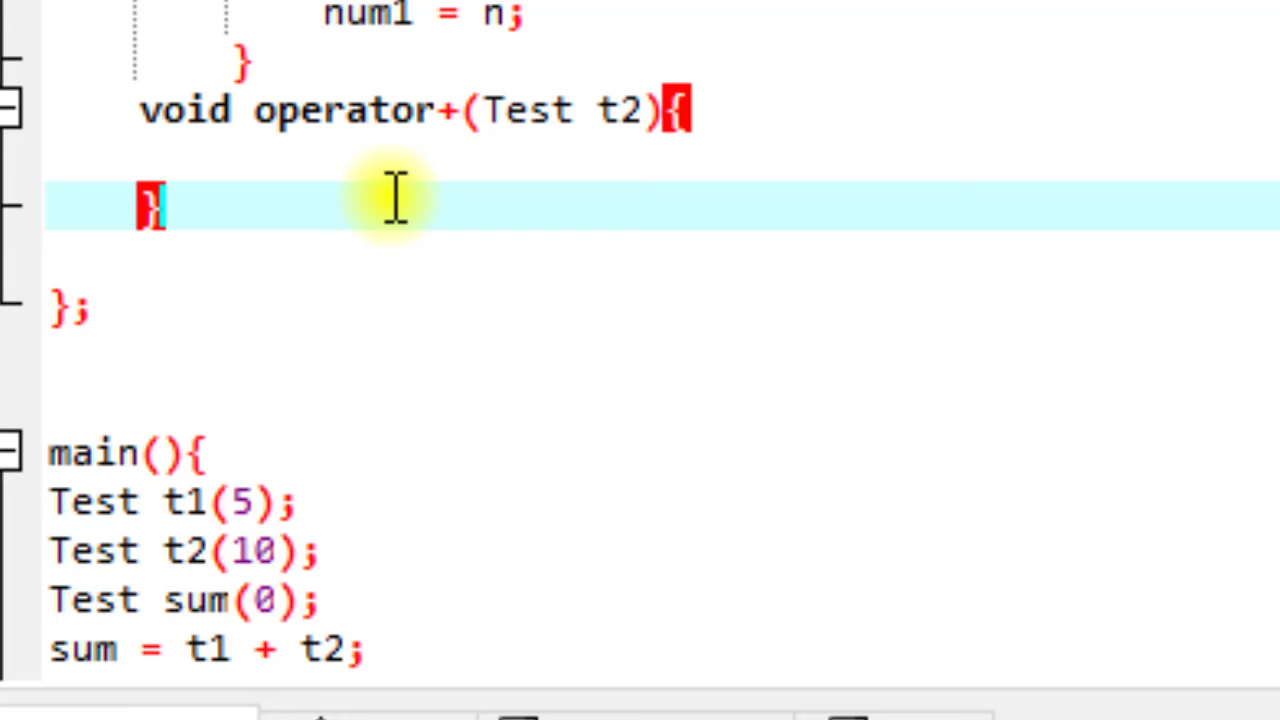 num1 = n;
}
void operator+(Test t2){
}
};
main(){
Test t1(5);
Test t2(10);
Test sum(0);
sum = t1 + t2;